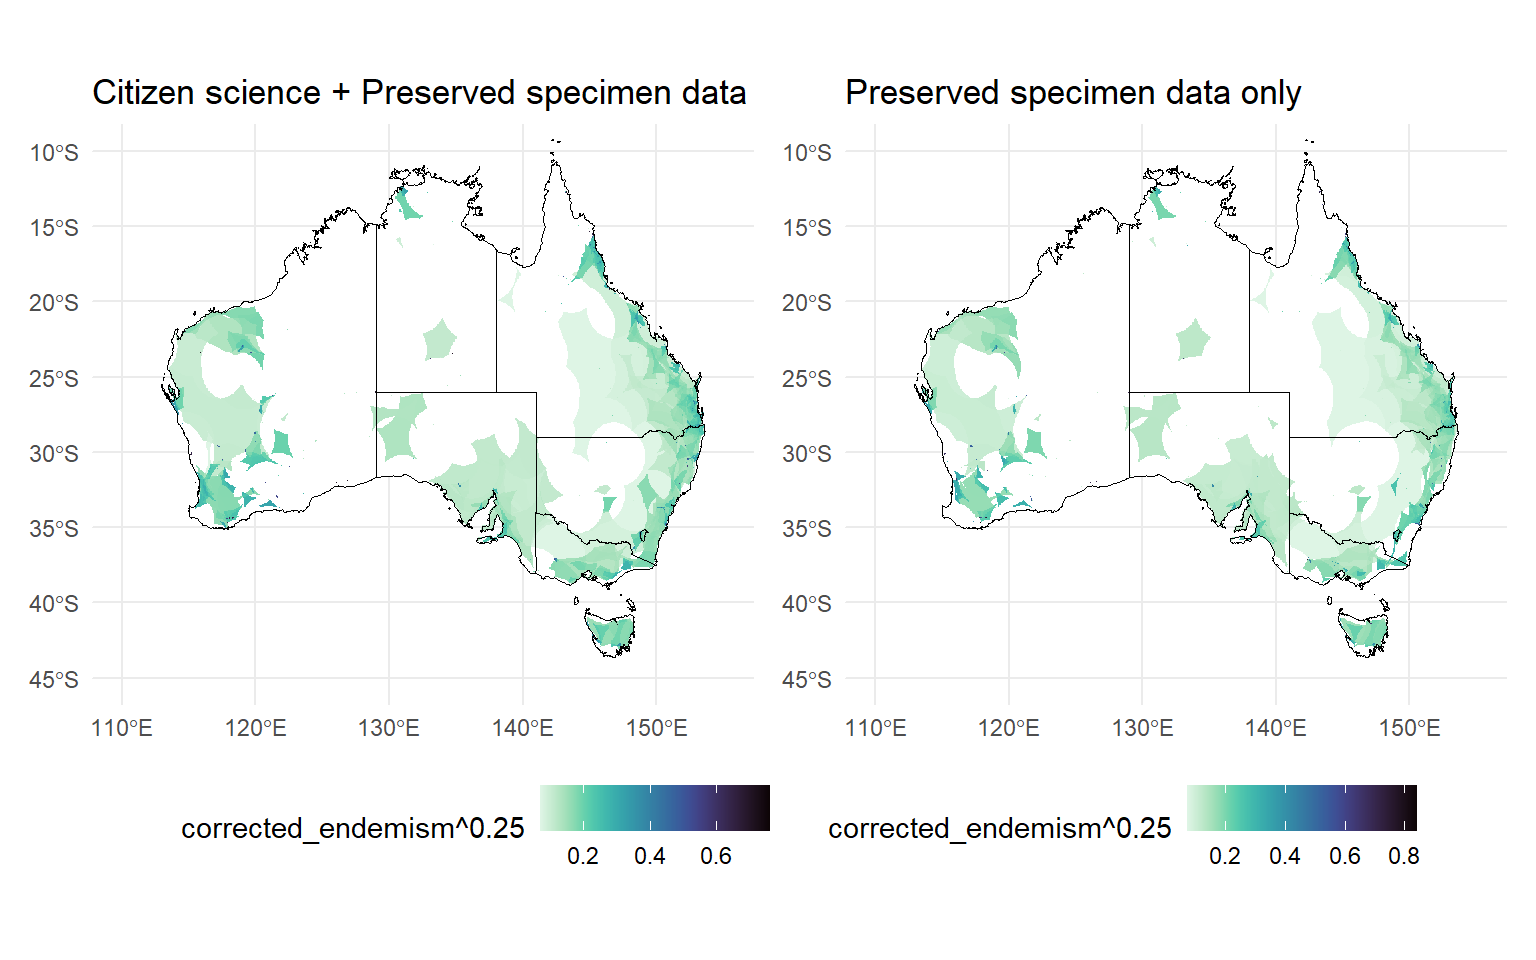 Citizen science + Preserved specimen data
Preserved specimen data only
10°S
15°S
20°S
25°S
30°S
35°S
40°S
45°S
110°E 120°E 130°E 140°E 150°E
10°S
15°S
20°S
25°S
30°S
35°S
40°S
45°S
110°E 120°E 130°E 140°E 150°E
corrected_endemism^0.25
0.2 0.4 0.6
corrected_endemism^0.25
0.2 0.4 0.6 0.8